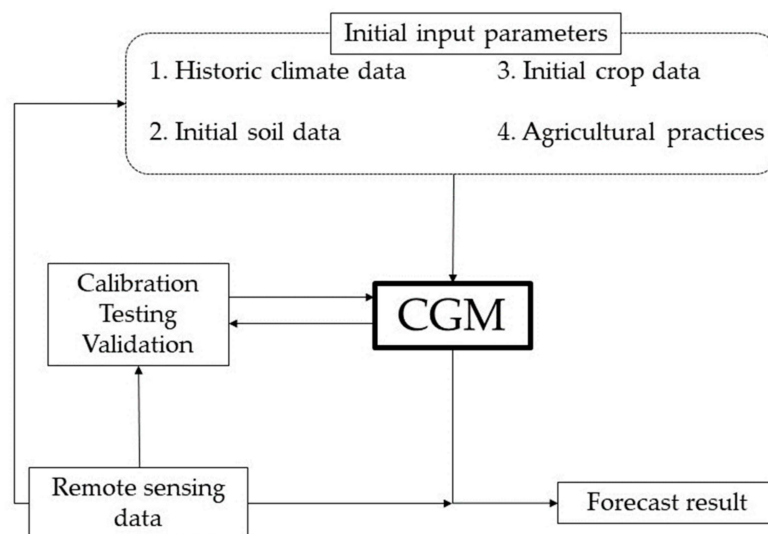 Initial input parameters
1. Historic climate data
3. Initial crop data
2. Initial soil data
4. Agricultural practices
Calibration
Testing
Validation
CGM
Remote sensing
data
Forecast result